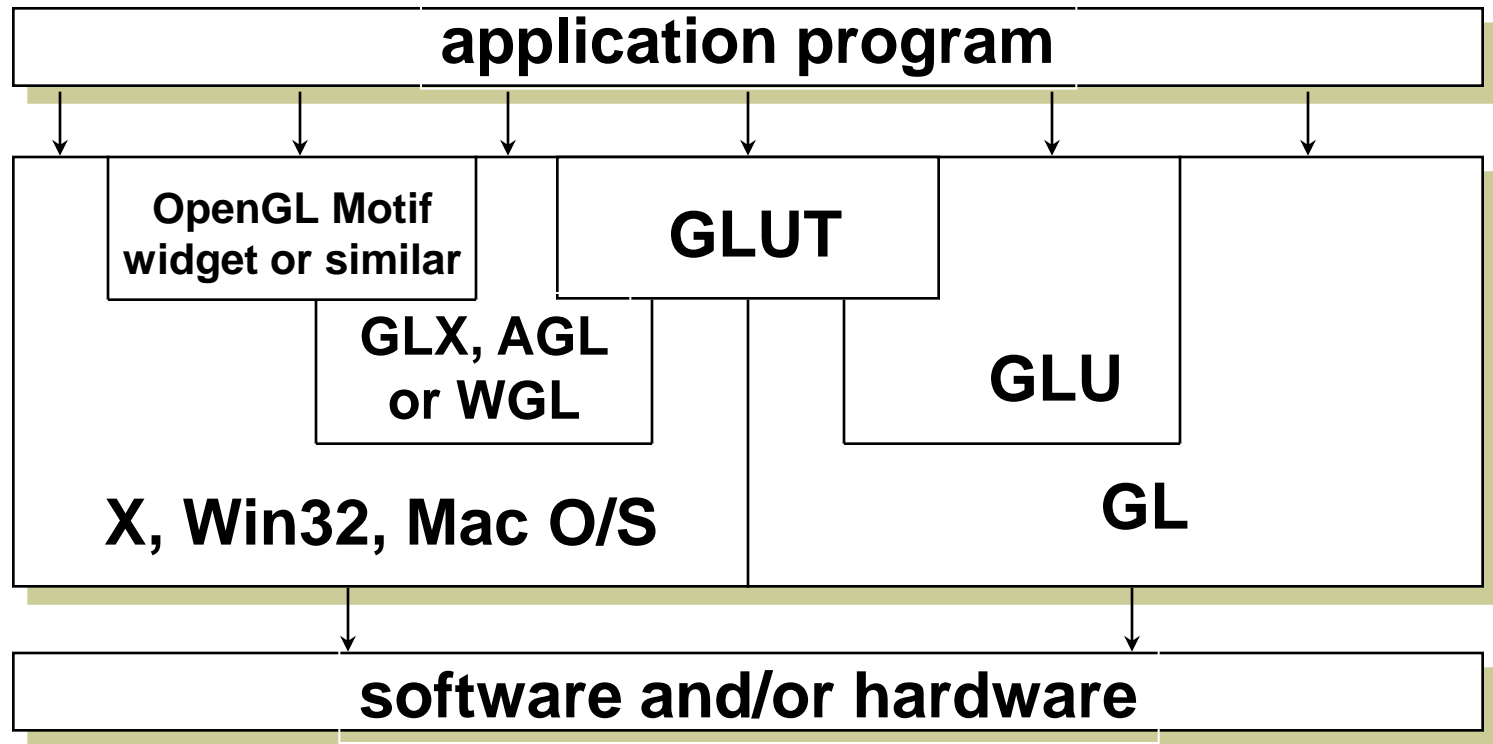 application program
OpenGL Motif
widget or similar
GLUT
GLX, AGL
or WGL
GLU
X, Win32, Mac O/S
GL
software and/or hardware